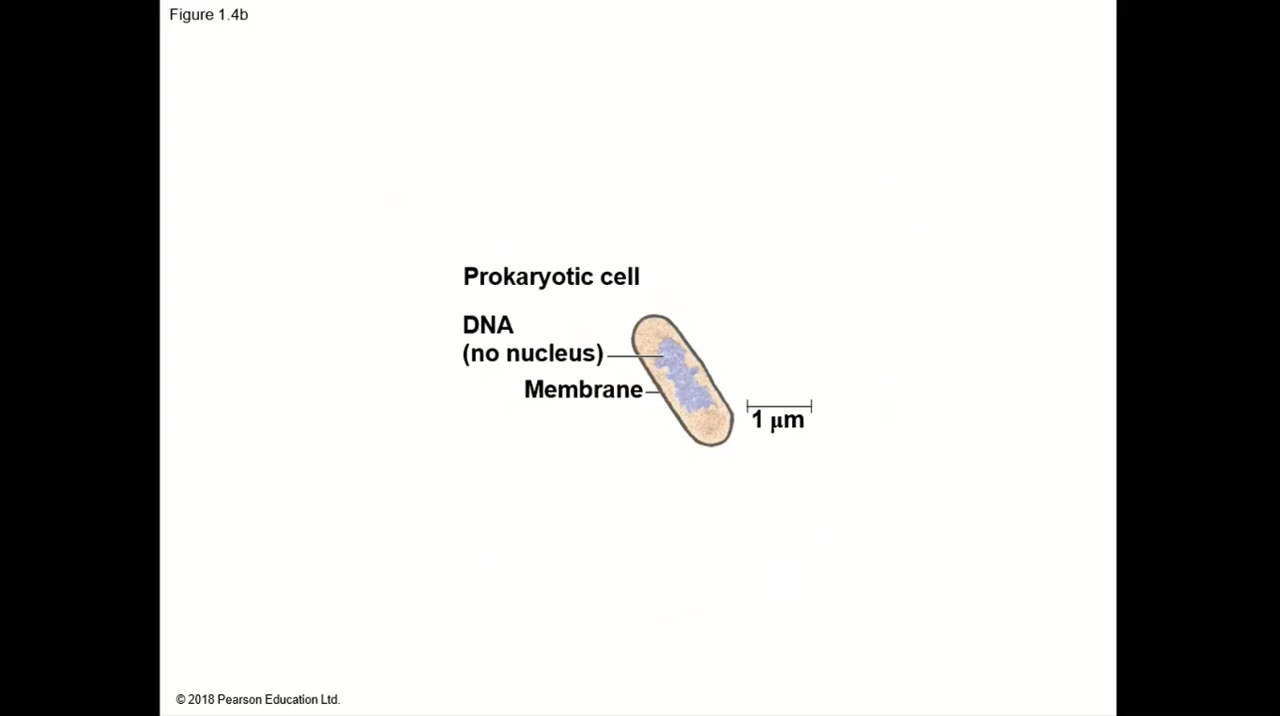 Figure 1.4b
Prokaryotic cell
DNA
(no nucleus)
Membrane
1 μm
© 2018 Pearson Education Ltd.